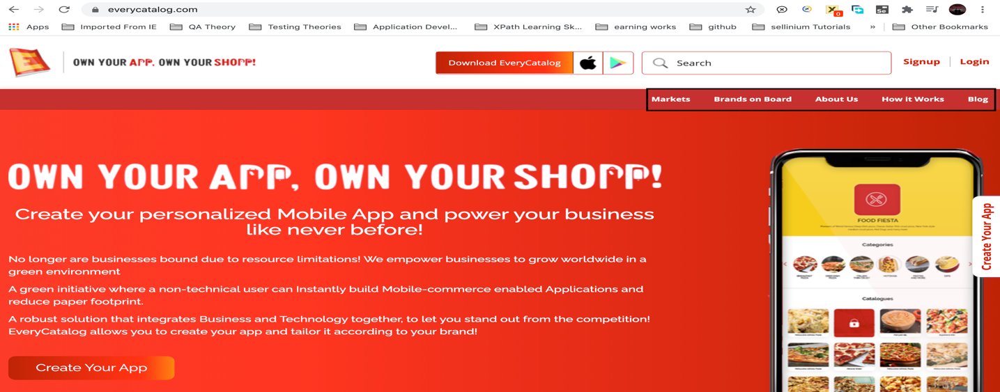 everycatalog.com
0
Se
Apps Imported From IE QA Theory Testing Theories Application Devel... XPath Learning Sk... earning works github sellinium Tutorials » Other Bookmarks
E OWN YOUR APP, OWN YOUR SHOPP! Download EveryCatalog Search Signup Login
Markets Brands on Board About Us How it Works Blog
OWN YOUR APP, OWN YOUR SHOPP!
Create your personalized Mobile App and power your business
like never before!
No longer are businesses bound due to resource limitations! We empower businesses to grow worldwide in a
green environment
A green initiative where a non-technical user can Instantly build Mobile-commerce enabled Applications and
reduce paper footprint.
A robust solution that integrates Business and Technology together, to let you stand out from the competition!
EveryCatalog allows you to create your app and tailor it according to your brand!
Create Your App
FOOD FIESTA
Categories
Catalogues
Create Your App